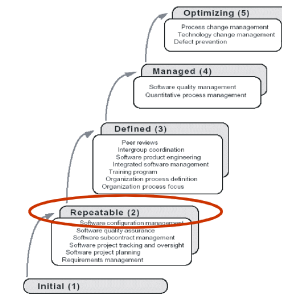 Optimizing (5)
Process change management
Technology change management
Defect prevention
Managed (4)
Software quality management
Quantitative process management
Defined (3)
Peer reviews
Intergroup coordination
Software product engineering
Integrated software management
Training program
Organization process definition
Organization process focus
Repeatable (2)
Software configuration management
Software quality assurance
Software subcontract management
Software project tracking and oversight
Software project planning
Requirements management
Initial (1)